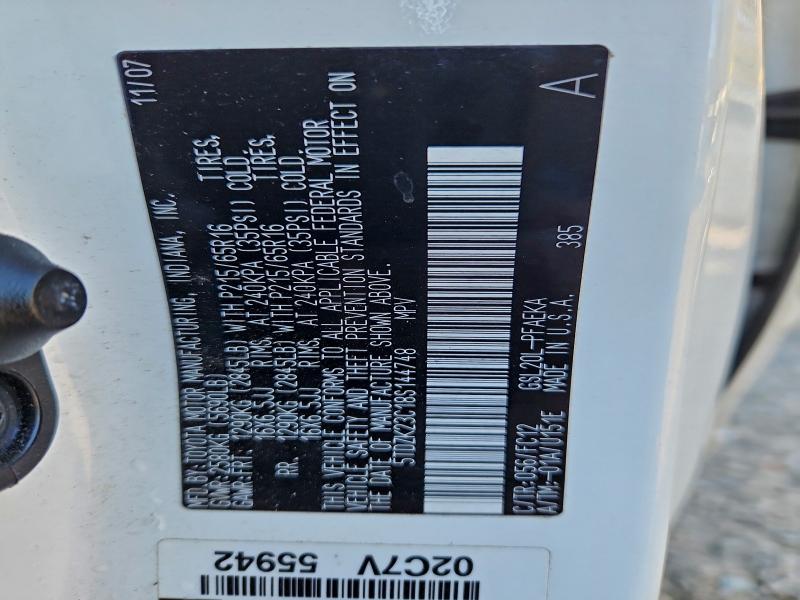 MFD.BY:TOYOTA MOTOR MANUFACTURING, INDIANA, INC. 11/07
GVWR:2580KG (5690LB)
GAWR:FRT. 1290KG (2845LB) WITH P215/65R16 TIRES,
16X6.5JJ RIMS, AT 240KPA (35PSI) COLD.
RR. 1290KG (2845LB) WITH P215/65R16 TIRES,
16X6.5JJ RIMS, AT 240KPA (35PSI) COLD.
THIS VEHICLE CONFORMS TO ALL APPLICABLE FEDERAL MOTOR
VEHICLE SAFETY AND THEFT PREVENTION STANDARDS IN EFFECT ON
THE DATE OF MANUFACTURE SHOWN ABOVE.
5TDZK23C18S144748 MPV
C/TR:056/FC12 GSL20L-PFAEKA A
A/TM:-01A/U151E MADE IN U.S.A. 385
02C7V 55942